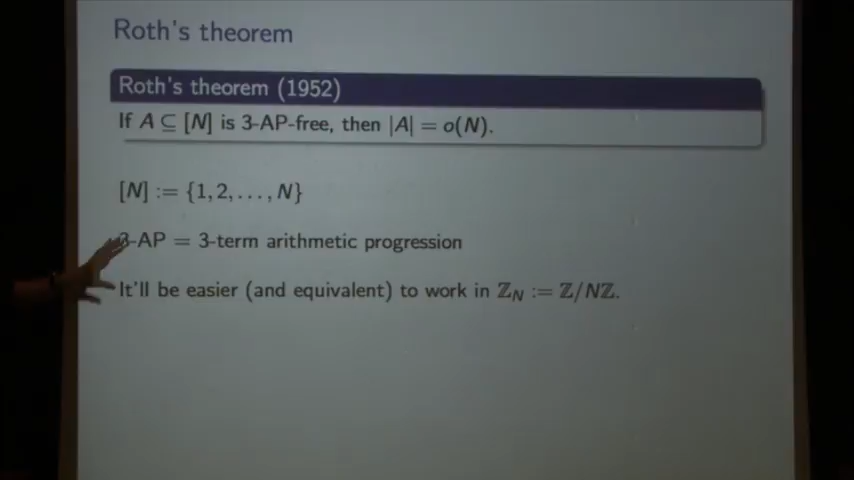 Roth's theorem
Roth's theorem (1952)
If A ⊆ [N] is 3-AP-free, then |A| = o(N).
[N] := {1, 2, . . . , N}
3-AP = 3-term arithmetic progression
It'll be easier (and equivalent) to work in ℤ_N := ℤ/Nℤ.